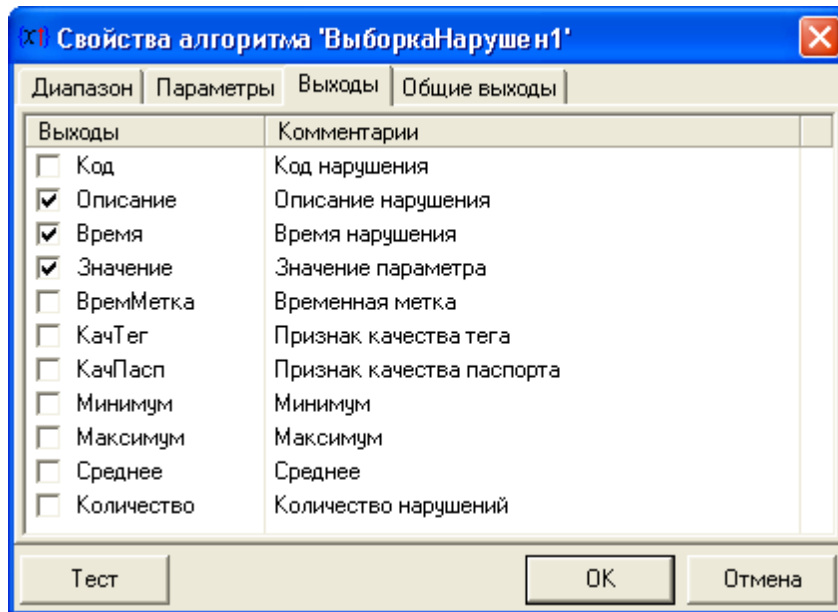 Свойства алгоритма 'ВыборкаНарушен1'
Диапазон Параметры Выходы Общие выходы
Выходы Комментарии
Код Код нарушения
Описание Описание нарушения
Время Время нарушения
Значение Значение параметра
ВремМетка Временная метка
КачТег Признак качества тега
КачПасп Признак качества паспорта
Минимум Минимум
Максимум Максимум
Среднее Среднее
Количество Количество нарушений
Тест OK Отмена